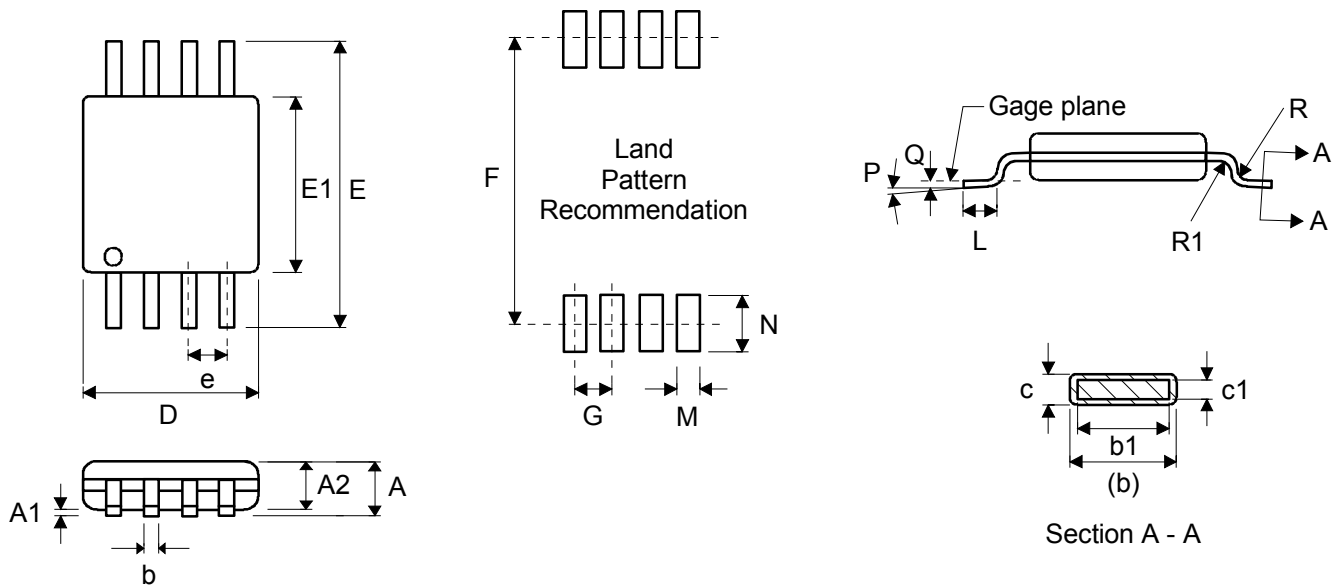 E1
E
e
D
A1
A2
A
b
F
Land
Pattern
Recommendation
N
G
M
Gage plane
R
A
Q
P
L
R1
A
c
c1
b1
(b)
Section A - A